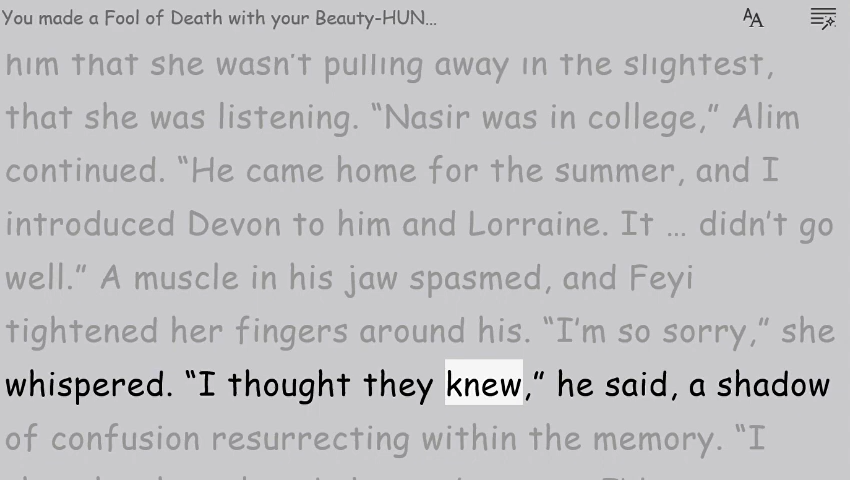 You made a Fool of Death with your Beauty-HUN...
AA
him that she wasn't pulling away in the slightest,
that she was listening. “Nasir was in college,” Alim
continued. “He came home for the summer, and I
introduced Devon to him and Lorraine. It … didn't go
well.” A muscle in his jaw spasmed, and Feyi
tightened her fingers around his. “I'm so sorry,” she
whispered. “I thought they knew,” he said, a shadow
of confusion resurrecting within the memory. “I